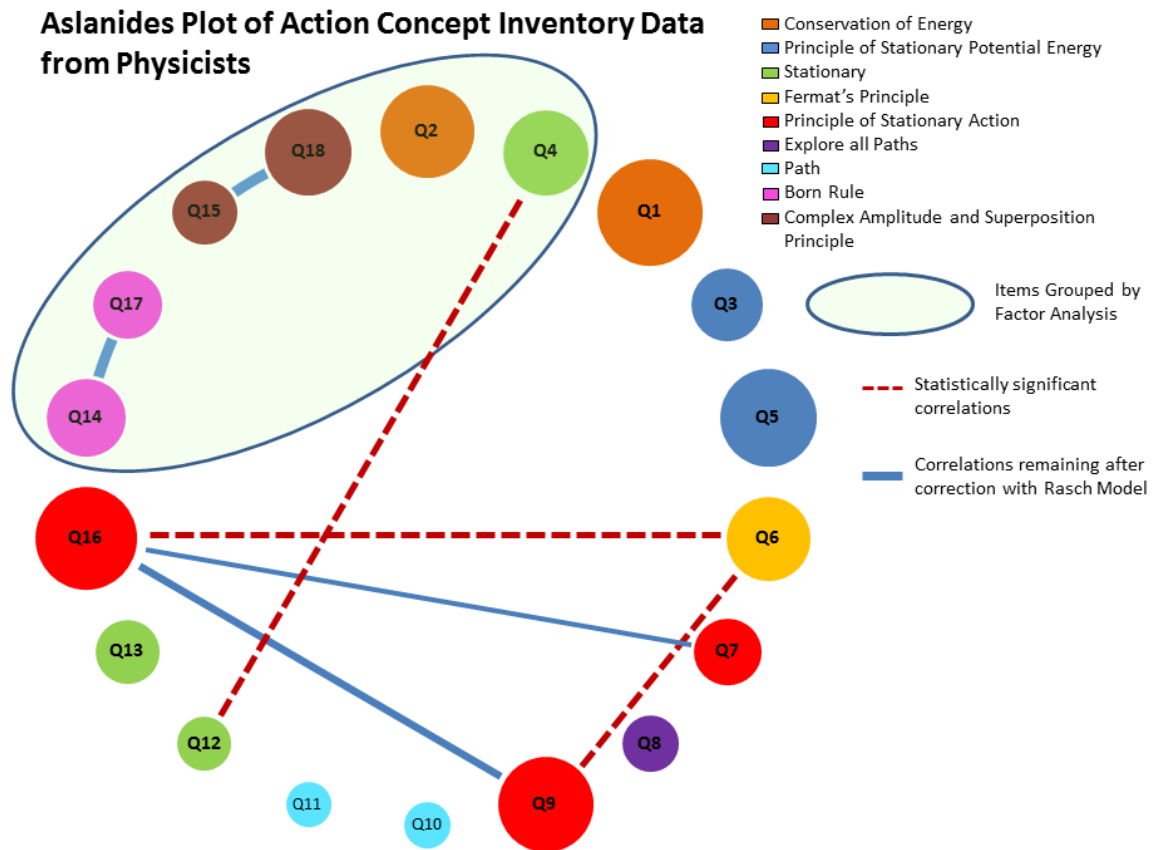 Aslanides Plot of Action Concept Inventory Data
from Physicists
Conservation of Energy
Principle of Stationary Potential Energy
Stationary
Fermat's Principle
Principle of Stationary Action
Explore all Paths
Path
Born Rule
Complex Amplitude and Superposition
Principle
Items Grouped by
Factor Analysis
Statistically significant
correlations
Correlations remaining after
correction with Rasch Model
Q2
Q18
Q4
Q15
Q1
Q17
Q3
Q14
Q5
Q16
Q6
Q13
Q7
Q12
Q8
Q11
Q9
Q10